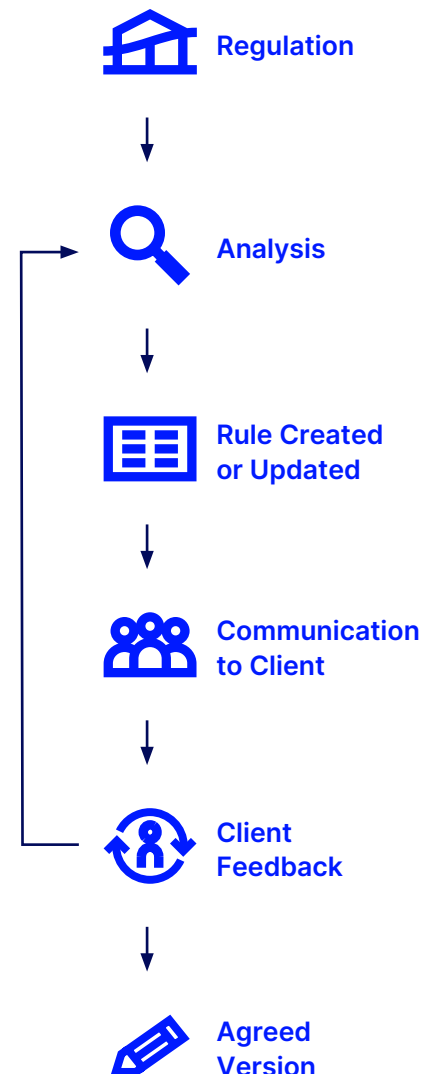 Regulation
Analysis
Rule Created
or Updated
Communication
to Client
Client
Feedback
Agreed
Version